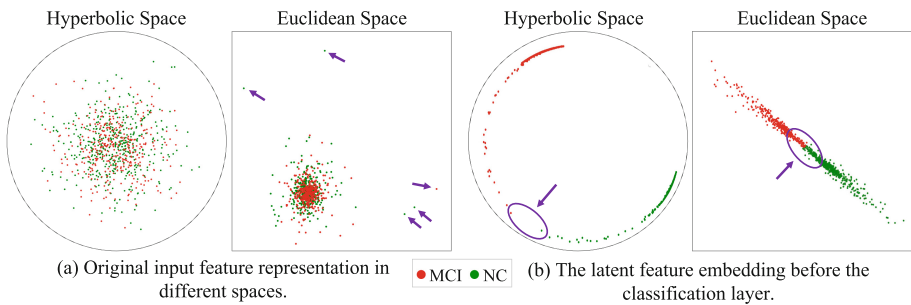 Hyperbolic Space
Euclidean Space
Hyperbolic Space
Euclidean Space
(a) Original input feature representation in
different spaces.
MCI NC
(b) The latent feature embedding before the
classification layer.